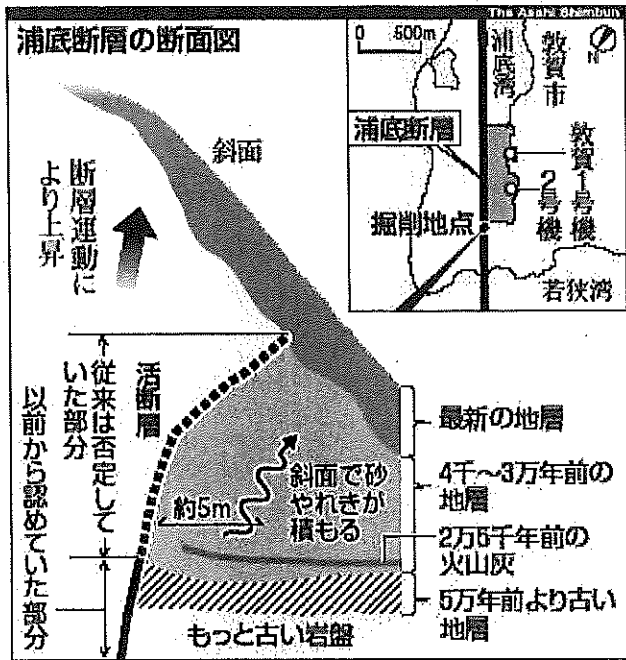 The Asahi Shimbun
浦底断層の断面図
0 600m
浦底湾
敦賀市
N
浦底断層
敦賀1号機
2号機
掘削地点
若狭湾
斜面
断層運動に
より上昇
活断層
従来は否定して
いた部分
以前から認めていた部分
約5m
斜面で砂
やれきが
積もる
最新の地層
4千〜3万年前の
地層
2万6千年前の
火山灰
5万年前より古い
地層
もっと古い岩盤